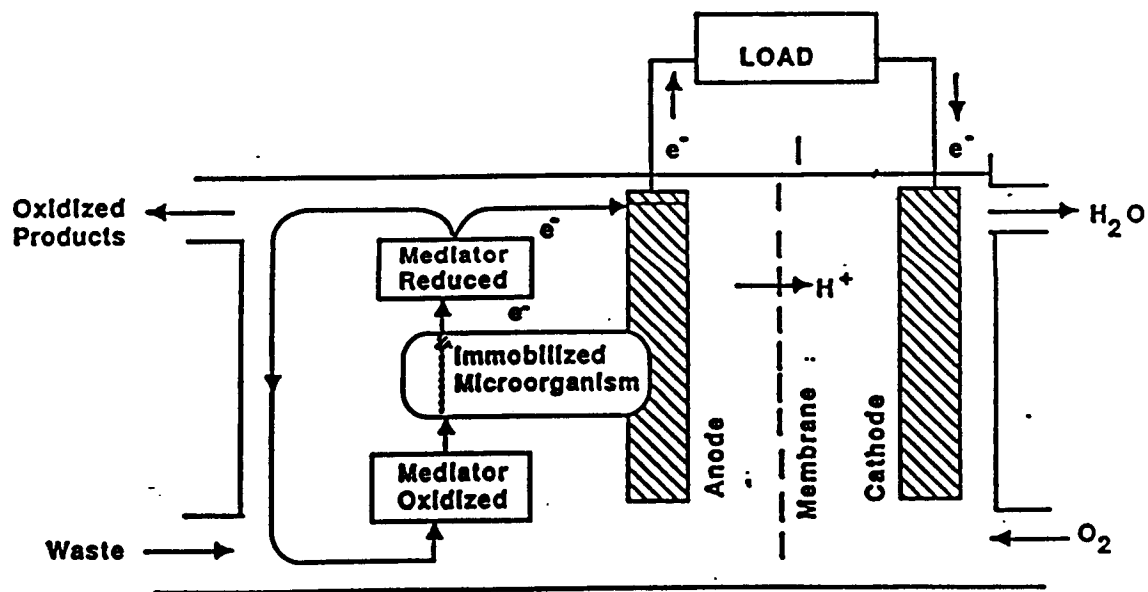 LOAD
e-
e-
Oxidized
Products
H₂O
e-
Mediator
Reduced
H⁺
e-
Immobilized
Microorganism
Anode
Membrane
Cathode
Mediator
Oxidized
Waste
O₂